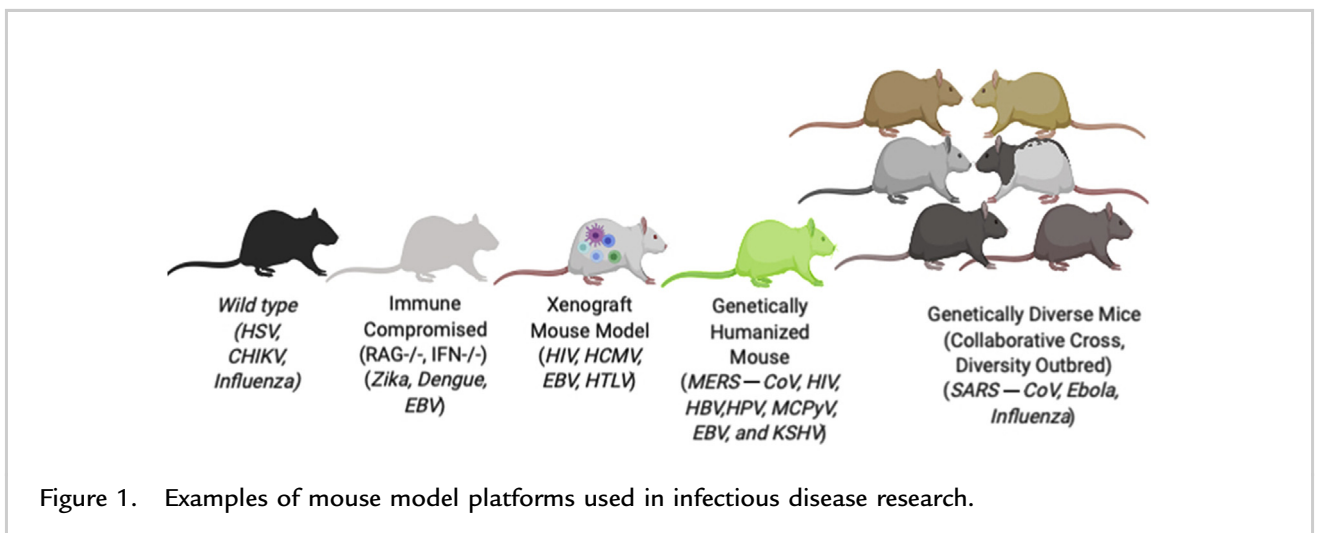 Wild type
(HSV,
CHIKV,
Influenza)
Immune
Compromised
(RAG-/-, IFN-/-)
(Zika, Dengue,
EBV)
Xenograft
Mouse Model
(HIV, HCMV,
EBV, HTLV)
Genetically
Humanized
Mouse
(MERS—CoV, HIV,
HBV,HPV, MCPyV,
EBV, and KSHV)
Genetically Diverse Mice
(Collaborative Cross,
Diversity Outbred)
(SARS—CoV, Ebola,
Influenza)
Figure 1. Examples of mouse model platforms used in infectious disease research.